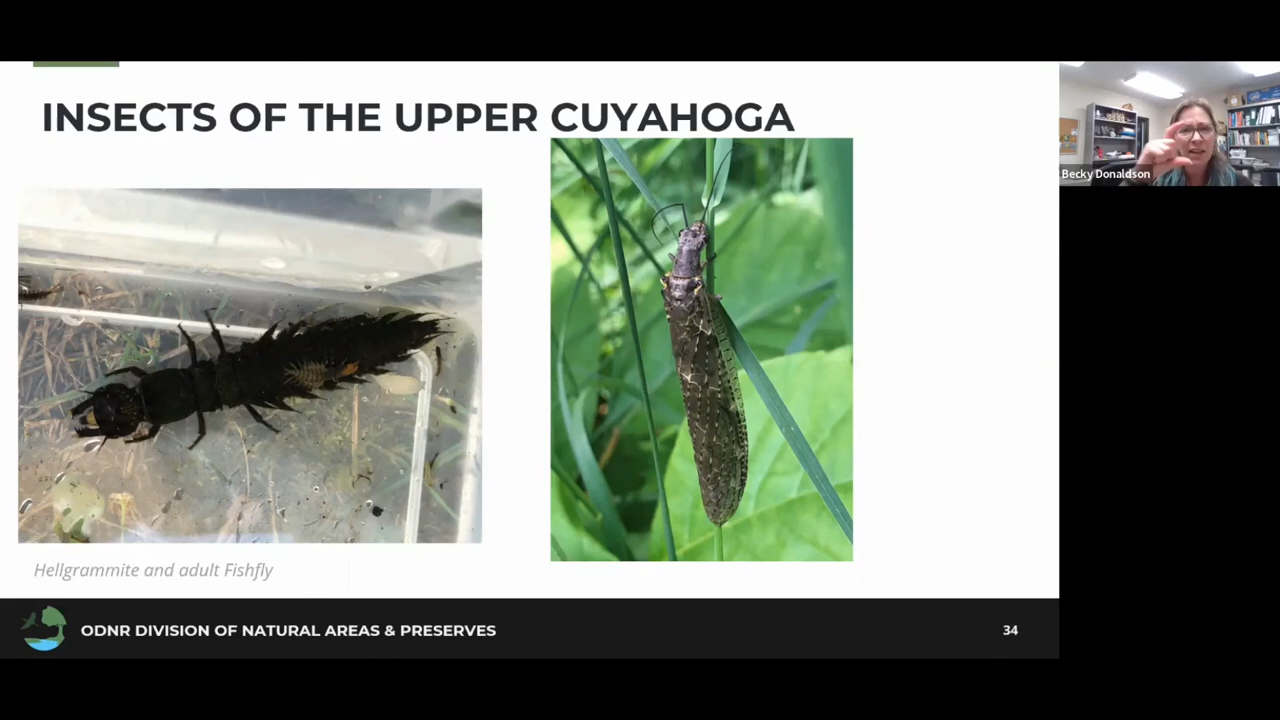 INSECTS OF THE UPPER CUYAHOGA
Becky Donaldson
Hellgrammite and adult Fishfly
ODNR DIVISION OF NATURAL AREAS & PRESERVES
34